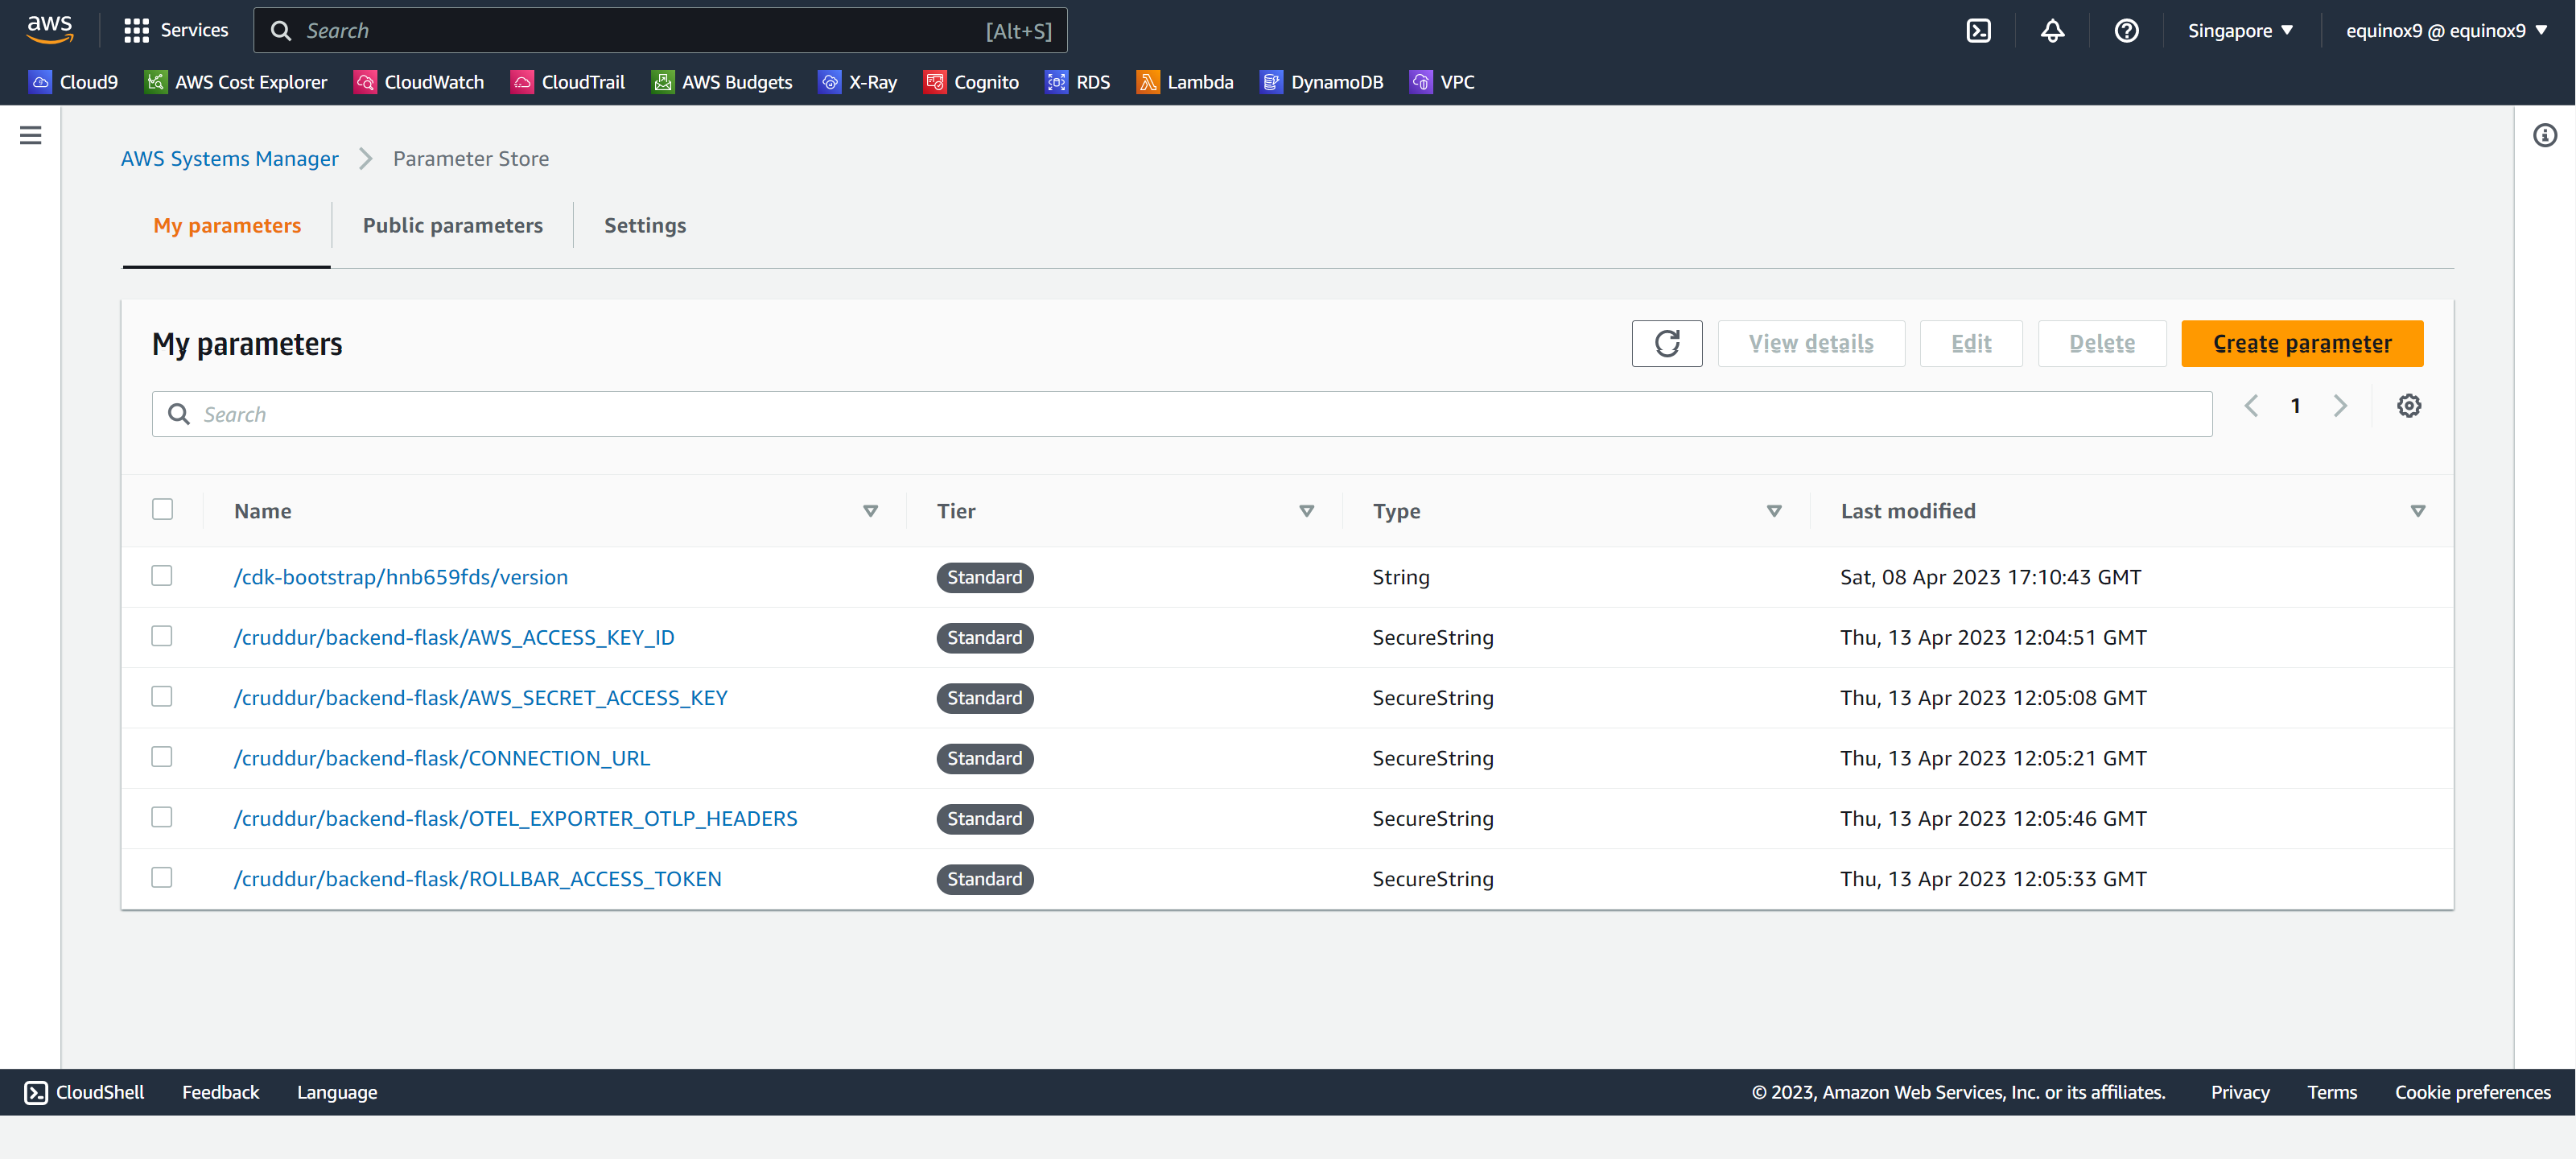 aws Services Search [Alt+S] Singapore equinox9 @ equinox9
Cloud9 AWS Cost Explorer CloudWatch CloudTrail AWS Budgets X-Ray Cognito RDS Lambda DynamoDB VPC
AWS Systems Manager Parameter Store
My parameters Public parameters Settings
My parameters View details Edit Delete Create parameter
Search 1
Name Tier Type Last modified
/cdk-bootstrap/hnb659fds/version Standard String Sat, 08 Apr 2023 17:10:43 GMT
/cruddur/backend-flask/AWS_ACCESS_KEY_ID Standard SecureString Thu, 13 Apr 2023 12:04:51 GMT
/cruddur/backend-flask/AWS_SECRET_ACCESS_KEY Standard SecureString Thu, 13 Apr 2023 12:05:08 GMT
/cruddur/backend-flask/CONNECTION_URL Standard SecureString Thu, 13 Apr 2023 12:05:21 GMT
/cruddur/backend-flask/OTEL_EXPORTER_OTLP_HEADERS Standard SecureString Thu, 13 Apr 2023 12:05:46 GMT
/cruddur/backend-flask/ROLLBAR_ACCESS_TOKEN Standard SecureString Thu, 13 Apr 2023 12:05:33 GMT
CloudShell Feedback Language © 2023, Amazon Web Services, Inc. or its affiliates. Privacy Terms Cookie preferences